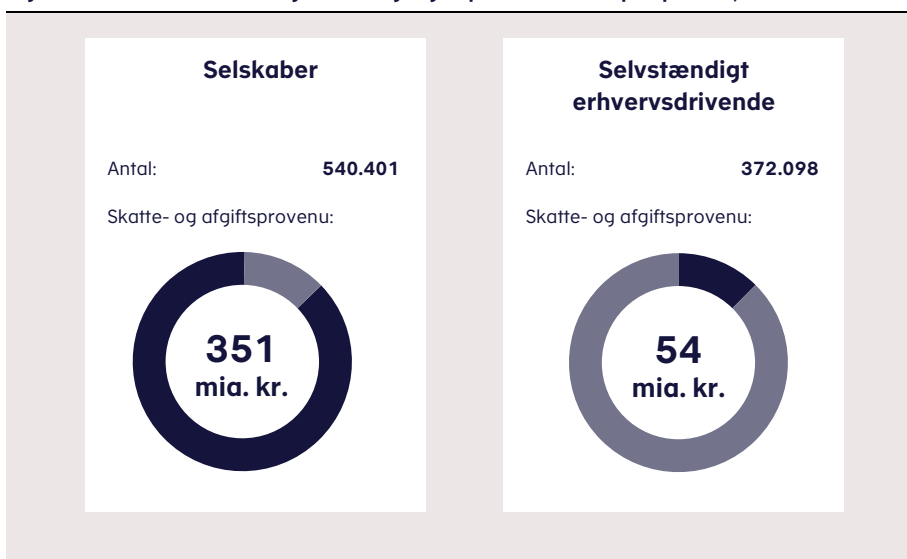 Selskaber
Antal: 540.401
Skatte- og afgiftsprovenu:
351
mia. kr.
Selvstændigt
erhvervsdrivende
Antal: 372.098
Skatte- og afgiftsprovenu:
54
mia. kr.